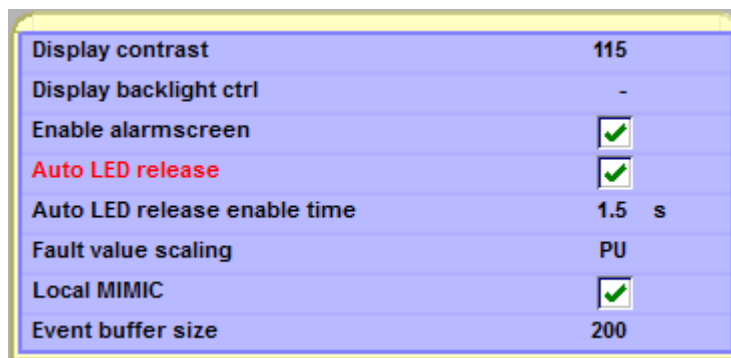 Display contrast 115
Display backlight ctrl -
Enable alarmscreen
Auto LED release
Auto LED release enable time 1.5 s
Fault value scaling PU
Local MIMIC
Event buffer size 200